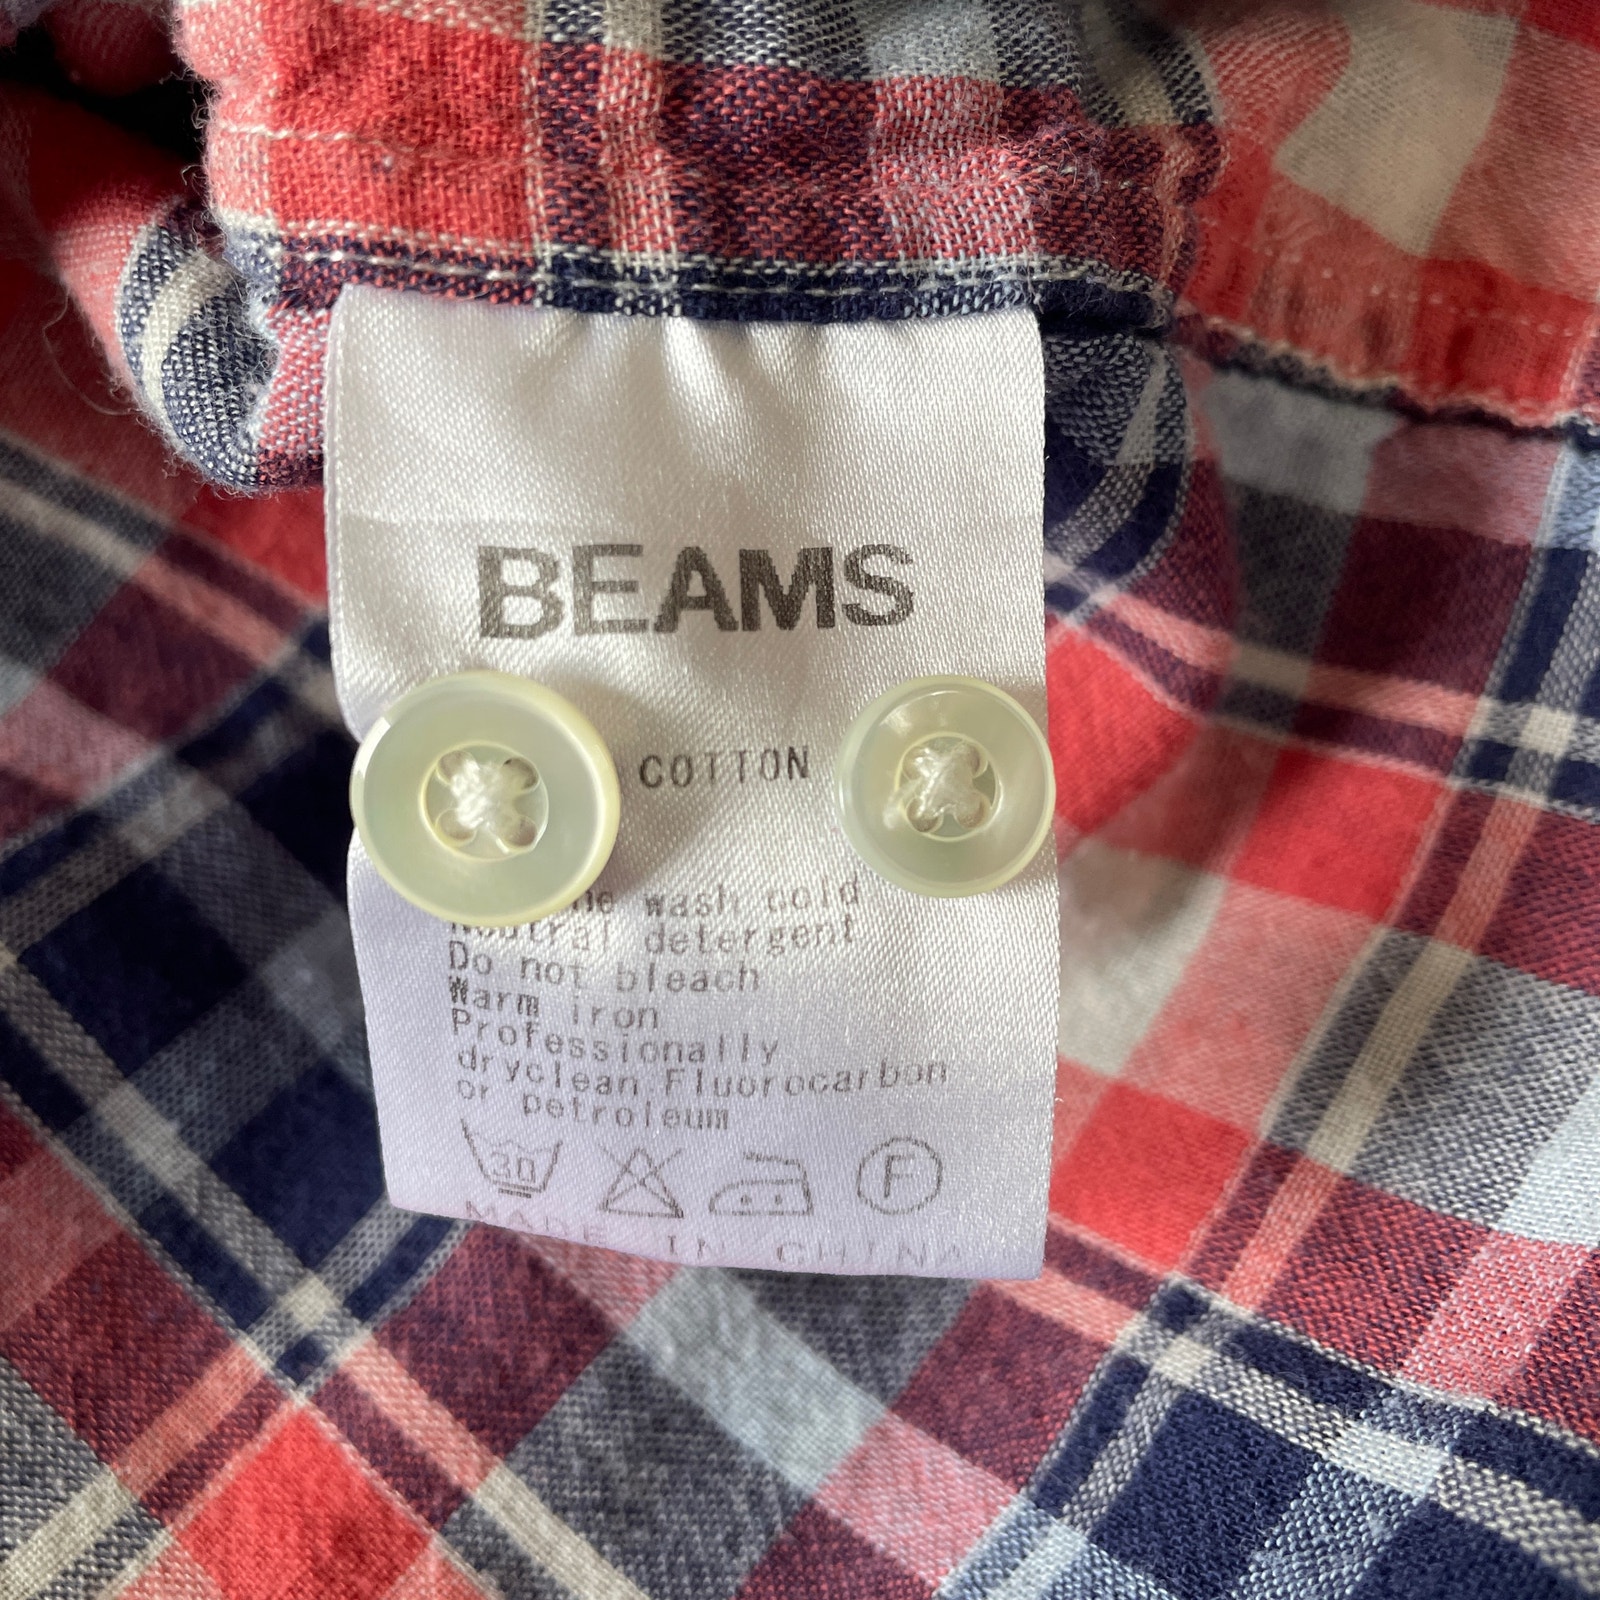 BEAMS
COTTON
wash cold
Neutral detergent
Do not bleach
Warm iron
Professionally
dryclean.Fluorocarbon
or petroleum
30
F
MADE IN CHINA